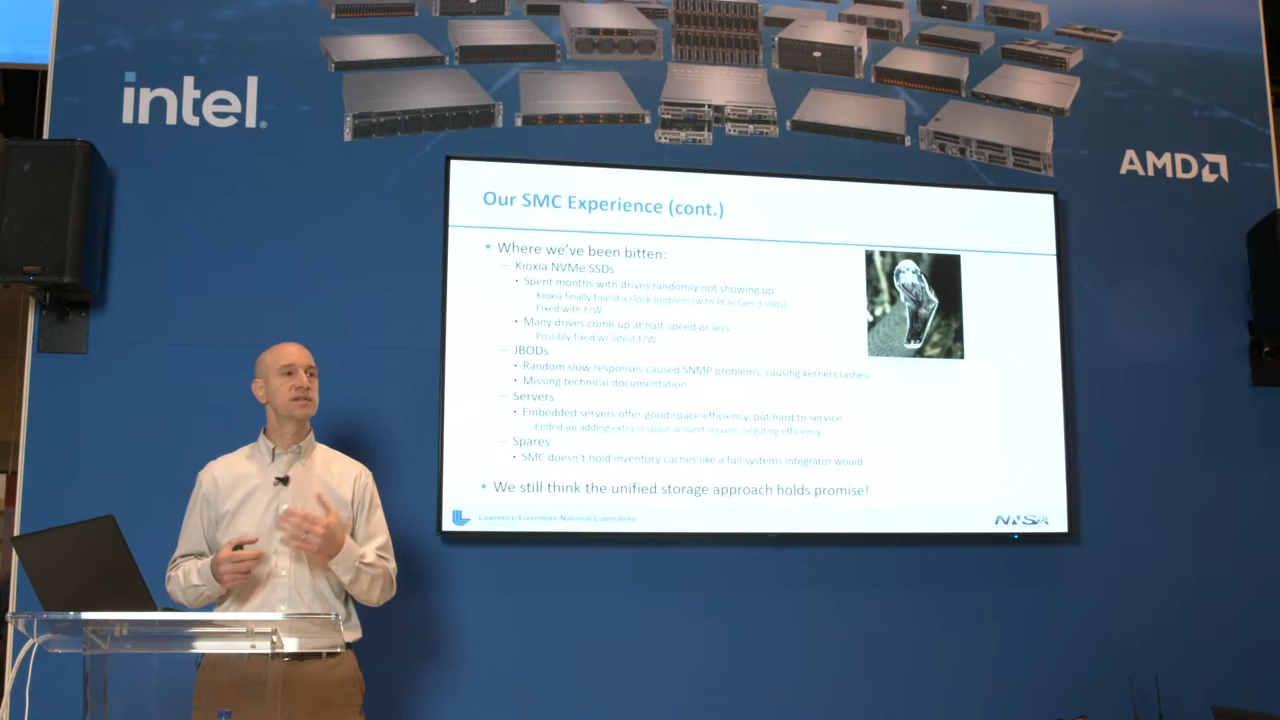 intel
AMD
Our SMC Experience (cont.)
Where we've been bitten:
Kioxia NVMe SSDs
Spent months with drives randomly not showing up
Kioxia finally found a clock problem (with PCIe Gen 3 slots)
Fixed with F/W
Many drives come up at half speed or less
Possibly fixed w/ latest F/W
JBODs
Random slow responses caused SNMP problems, causing kernel crashes
Missing technical documentation
Servers
Embedded servers offer good space efficiency, but hard to service
Ended up adding extra U space around servers, negating efficiency
Spares
SMC doesn't hold inventory caches like a full systems integrator would
We still think the unified storage approach holds promise!
Lawrence Livermore National Laboratory
NNSA